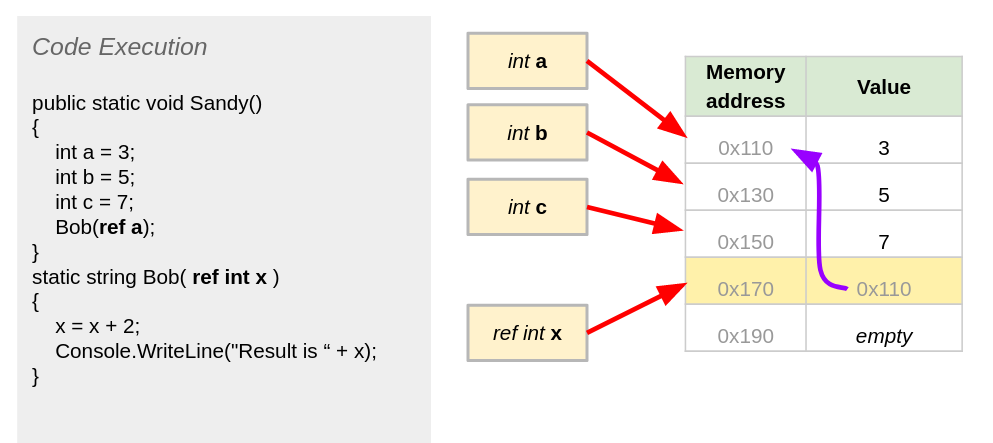 Code Execution
public static void Sandy()
{
int a = 3;
int b = 5;
int c = 7;
Bob(ref a);
}
static string Bob( ref int x )
{
x = x + 2;
Console.WriteLine("Result is “ + x);
}
int a
int b
int c
ref int x
Memory address Value
0x110 3
0x130 5
0x150 7
0x170 0x110
0x190 empty